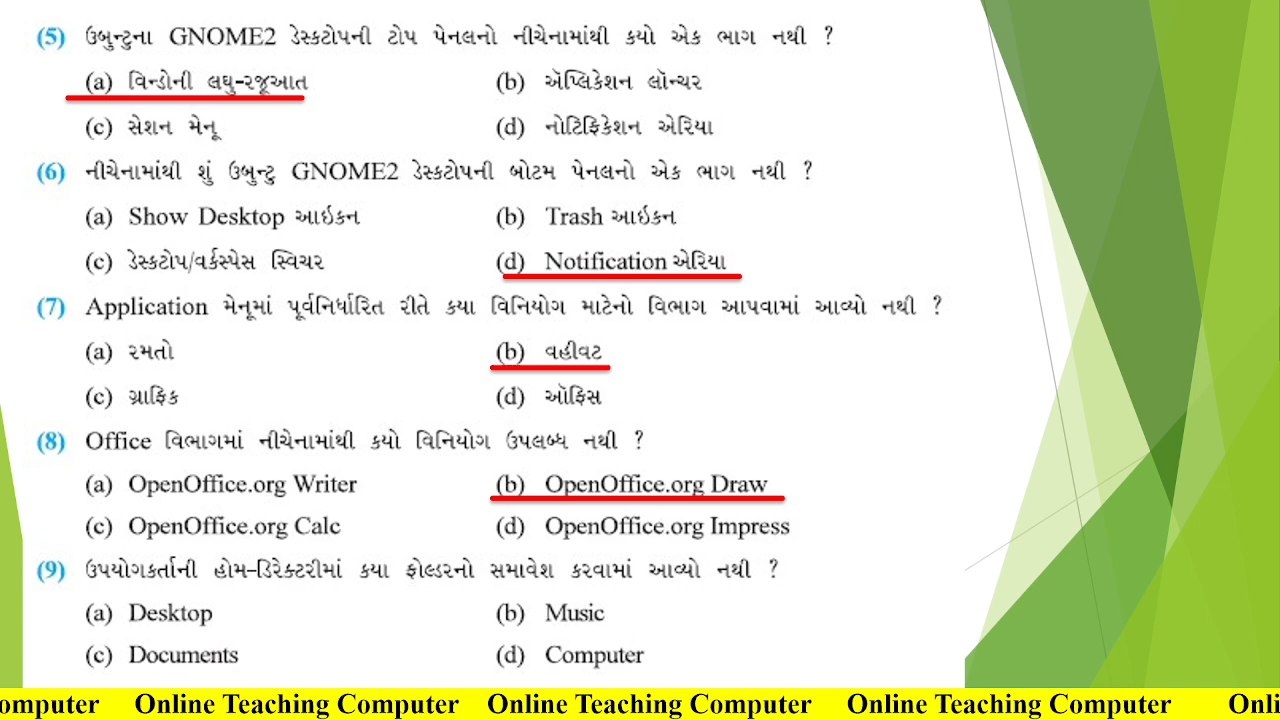 (5) ઉબુન્ટુના GNOME2 ડેસ્કટોપની ટોપ પેનલનો નીચેનામાંથી કયો એક ભાગ નથી ?
(a) વિન્ડોની લઘુ-રજૂઆત (b) ઍપ્લિકેશન લૉન્ચર
(c) સેશન મેનૂ (d) નોટિફિકેશન એરિયા
(6) નીચેનામાંથી શું ઉબુન્ટુ GNOME2 ડેસ્કટોપની બોટમ પેનલનો એક ભાગ નથી ?
(a) Show Desktop આઇકન (b) Trash આઇકન
(c) ડેસ્કટોપ/વર્કસ્પેસ સ્વિચર (d) Notification એરિયા
(7) Application મેનૂમાં પૂર્વનિર્ધારિત રીતે કયા વિનિયોગ માટેનો વિભાગ આપવામાં આવ્યો નથી ?
(a) રમતો (b) વહીવટ
(c) ગ્રાફિક (d) ઑફિસ
(8) Office વિભાગમાં નીચેનામાંથી કયો વિનિયોગ ઉપલબ્ધ નથી ?
(a) OpenOffice.org Writer (b) OpenOffice.org Draw
(c) OpenOffice.org Calc (d) OpenOffice.org Impress
(9) ઉપયોગકર્તાની હોમ-ડિરેક્ટરીમાં કયા ફોલ્ડરનો સમાવેશ કરવામાં આવ્યો નથી ?
(a) Desktop (b) Music
(c) Documents (d) Computer
omputer Online Teaching Computer Online Teaching Computer Online Teaching Computer Onli